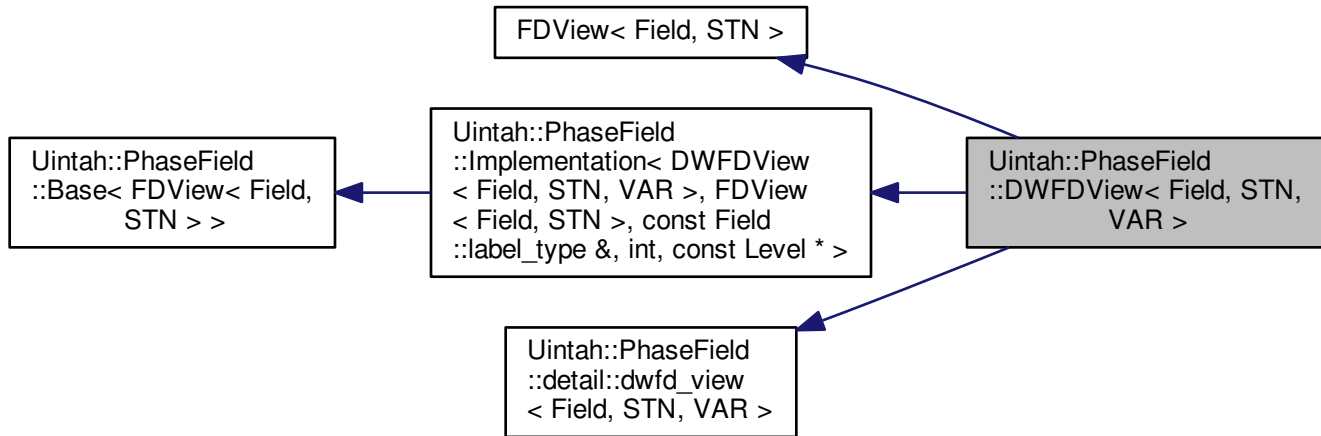 FDView< Field, STN >
Uintah::PhaseField
::Base< FDView< Field,
STN > >
Uintah::PhaseField
::Implementation< DWFDView
< Field, STN, VAR >, FDView
< Field, STN >, const Field
::label_type &, int, const Level * >
Uintah::PhaseField
::DWFDView< Field, STN,
VAR >
Uintah::PhaseField
::detail::dwfd_view
< Field, STN, VAR >